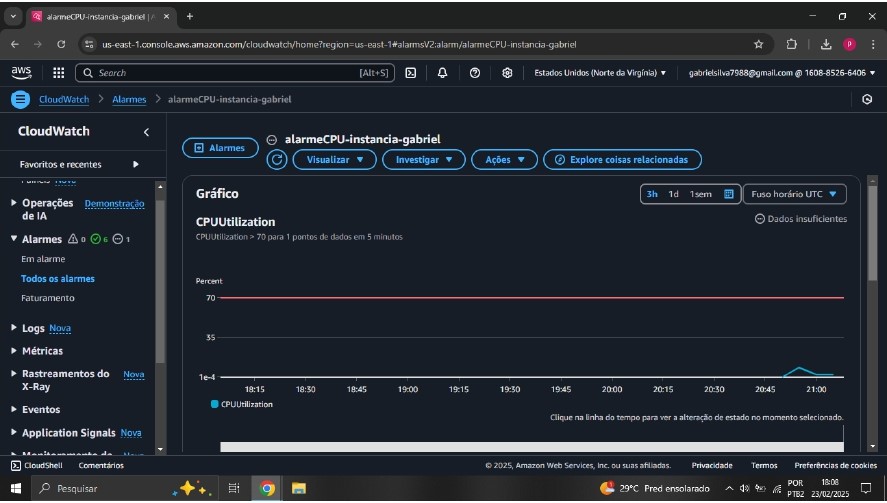 alarmeCPU-instancia-gabriel | A
us-east-1.console.aws.amazon.com/cloudwatch/home?region=us-east-1#alarmsV2:alarm/alarmeCPU-instancia-gabriel
P
aws
Search
[Alt+S]
Estados Unidos (Norte da Virgínia)
gabrielsilva7988@gmail.com @ 1608-8526-6406
CloudWatch
Alarmes
alarmeCPU-instancia-gabriel
CloudWatch
Favoritos e recentes
Painéis Nova
Operações de IA
Demonstração
Alarmes 0 6 1
Em alarme
Todos os alarmes
Faturamento
Logs Nova
Métricas
Rastreamentos do X-Ray
Nova
Eventos
Application Signals Nova
Monitoramento de
Nova
Alarmes
alarmeCPU-instancia-gabriel
Visualizar
Investigar
Ações
Explore coisas relacionadas
Gráfico
3h 1d 1sem
Fuso horário UTC
CPUUtilization
Dados insuficientes
CPUUtilization > 70 para 1 pontos de dados em 5 minutos
Percent
70
35
1e-4
18:15 18:30 18:45 19:00 19:15 19:30 19:45 20:00 20:15 20:30 20:45 21:00
CPUUtilization
Clique na linha do tempo para ver a alteração de estado no momento selecionado.
CloudShell
Comentários
© 2025, Amazon Web Services, Inc. ou suas afiliadas.
Privacidade
Termos
Preferências de cookies
Pesquisar
29°C Pred ensolarado
POR
PTB2
18:08
23/02/2025